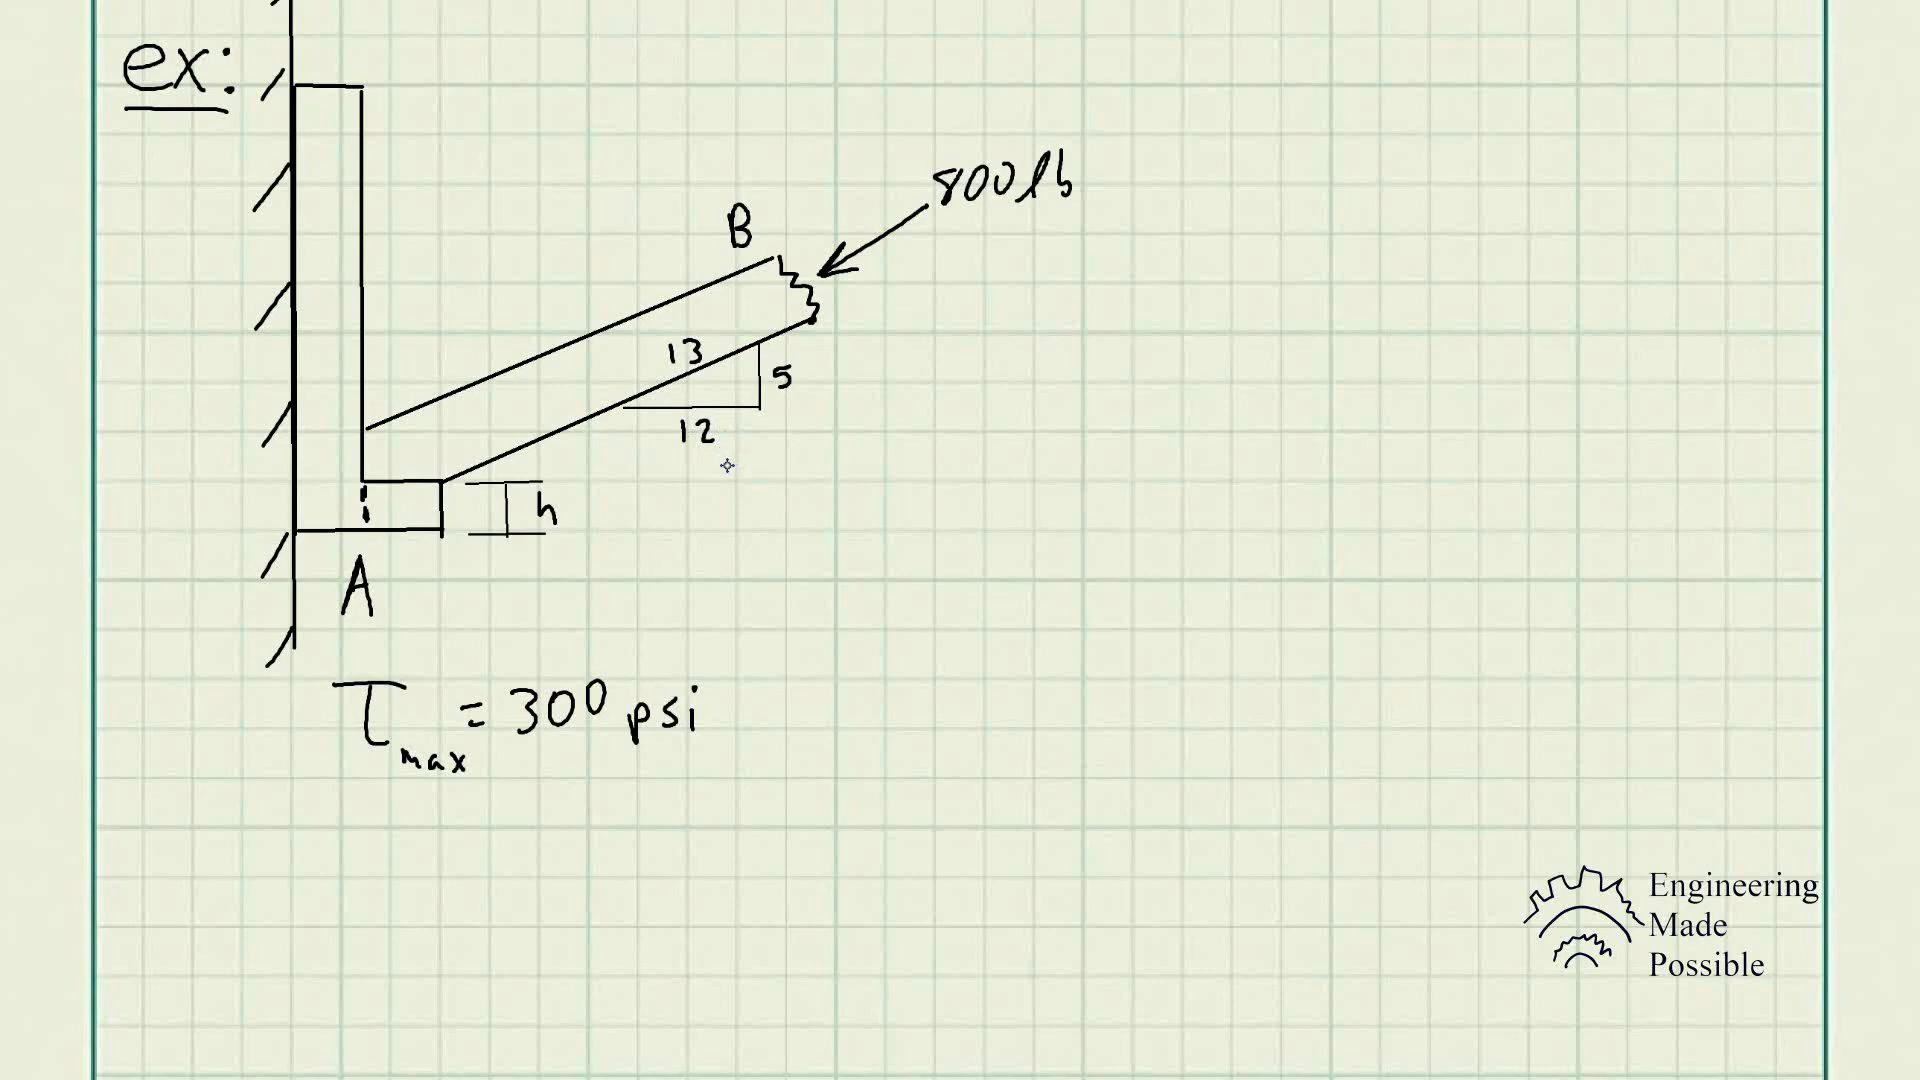 ex:
800lb
B
13
5
12
h
A
τmax = 300 psi
Engineering
Made
Possible